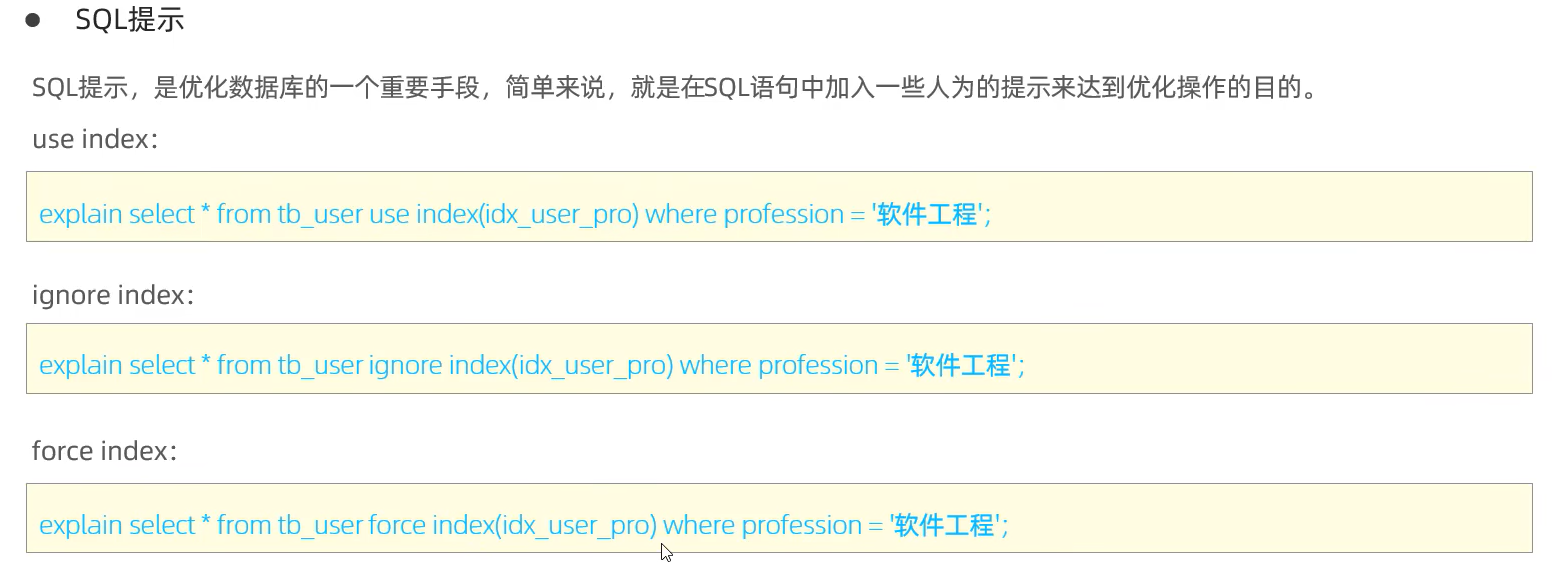 SQL提示
SQL提示，是优化数据库的一个重要手段，简单来说，就是在SQL语句中加入一些人为的提示来达到优化操作的目的。
use index：
explain select * from tb_user use index(idx_user_pro) where profession = '软件工程';
ignore index：
explain select * from tb_user ignore index(idx_user_pro) where profession = '软件工程';
force index：
explain select * from tb_user force index(idx_user_pro) where profession = '软件工程';